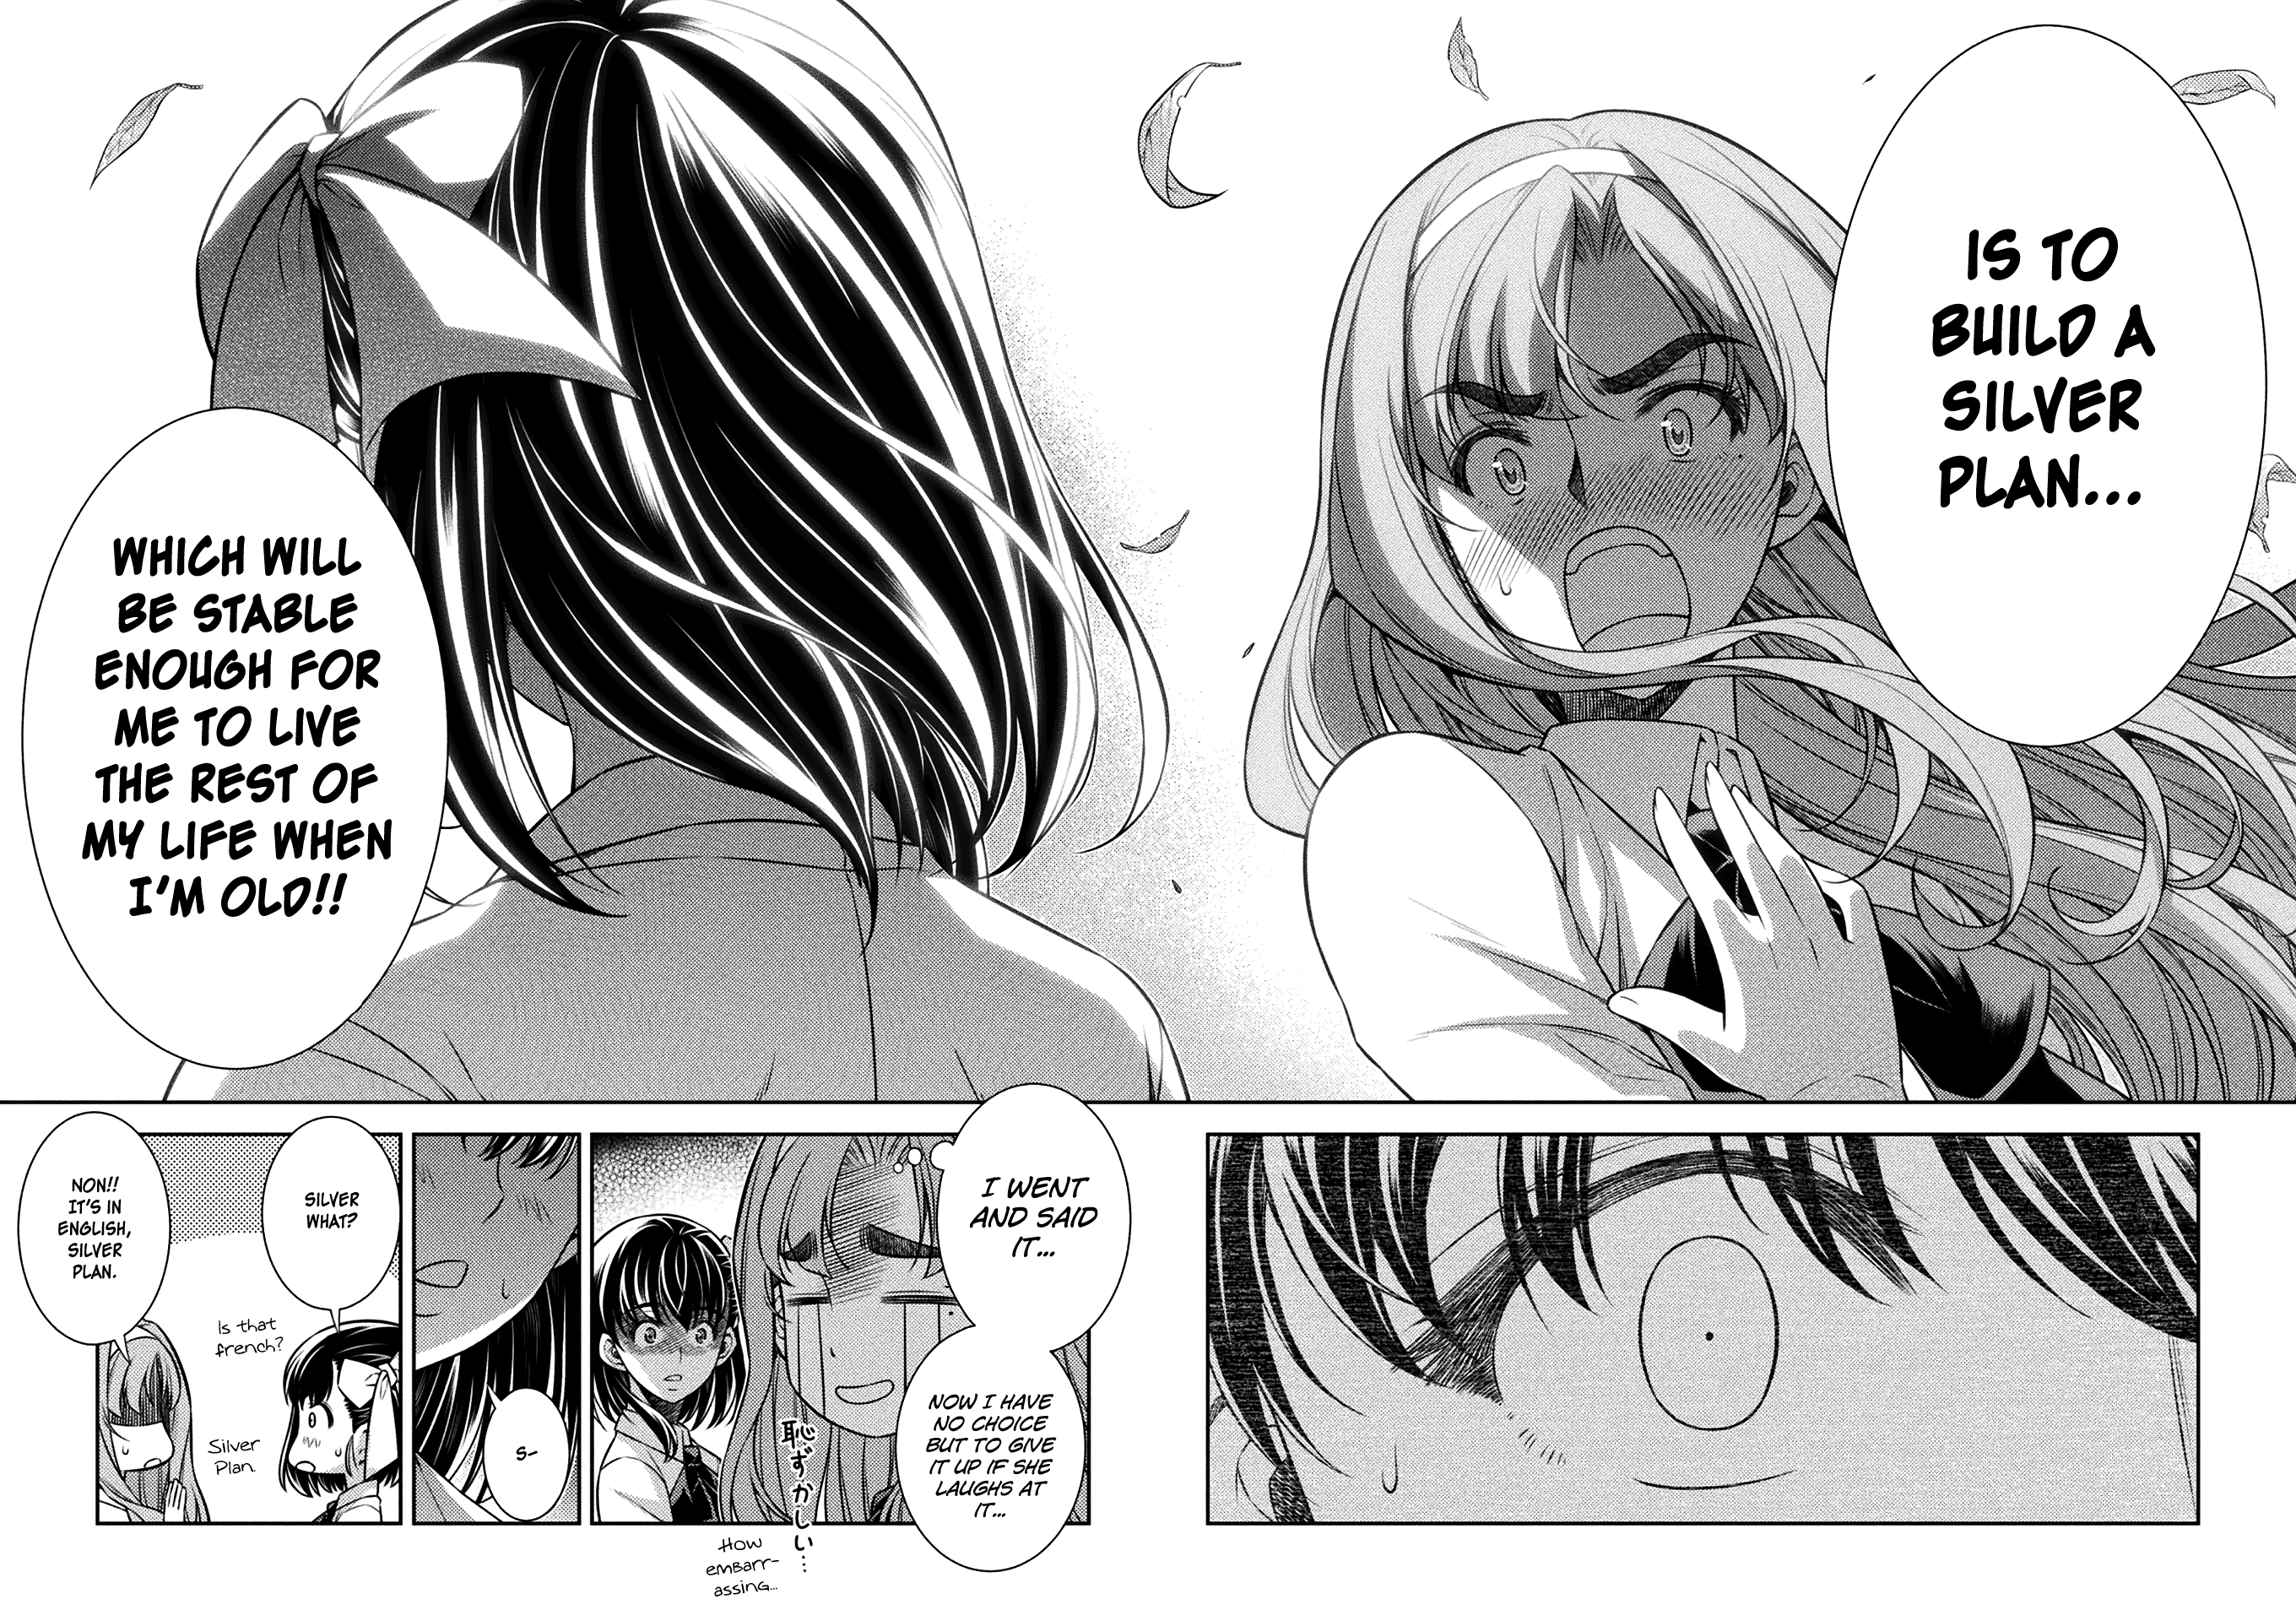 IS TO
BUILD A
SILVER
PLAN...
WHICH WILL
BE STABLE
ENOUGH FOR
ME TO LIVE
THE REST OF
MY LIFE WHEN
I'M OLD!!
I WENT
AND SAID
IT...
NOW I HAVE
NO CHOICE
BUT TO GIVE
IT UP IF SHE
LAUGHS AT
IT...
恥ずかしい…
How
embarr-
assing...
S-
SILVER
WHAT?
Is that
french?
NON!!
IT'S IN
ENGLISH,
SILVER
PLAN.
Silver
Plan.